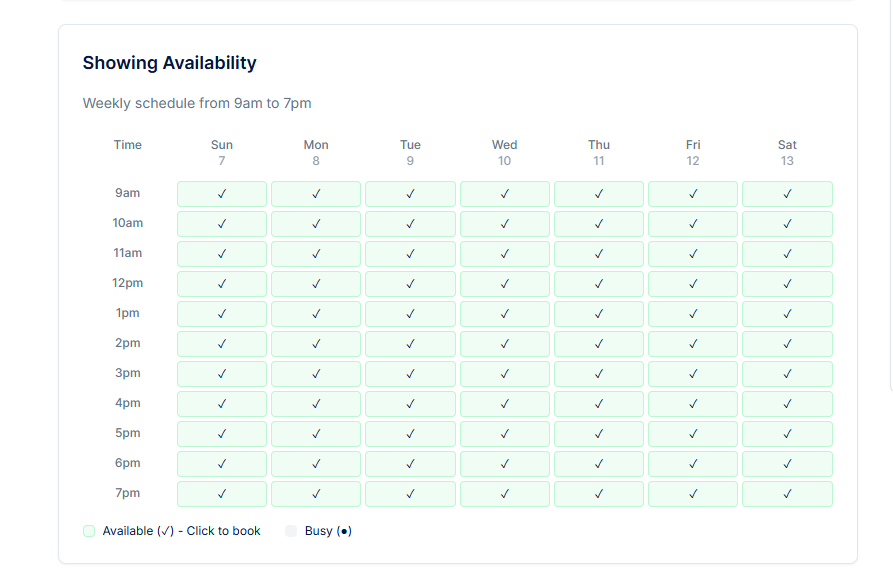 Showing Availability
Weekly schedule from 9am to 7pm
Time Sun Mon Tue Wed Thu Fri Sat
7 8 9 10 11 12 13
9am ✓ ✓ ✓ ✓ ✓ ✓ ✓
10am ✓ ✓ ✓ ✓ ✓ ✓ ✓
11am ✓ ✓ ✓ ✓ ✓ ✓ ✓
12pm ✓ ✓ ✓ ✓ ✓ ✓ ✓
1pm ✓ ✓ ✓ ✓ ✓ ✓ ✓
2pm ✓ ✓ ✓ ✓ ✓ ✓ ✓
3pm ✓ ✓ ✓ ✓ ✓ ✓ ✓
4pm ✓ ✓ ✓ ✓ ✓ ✓ ✓
5pm ✓ ✓ ✓ ✓ ✓ ✓ ✓
6pm ✓ ✓ ✓ ✓ ✓ ✓ ✓
7pm ✓ ✓ ✓ ✓ ✓ ✓ ✓
Available (✓) - Click to book Busy (●)